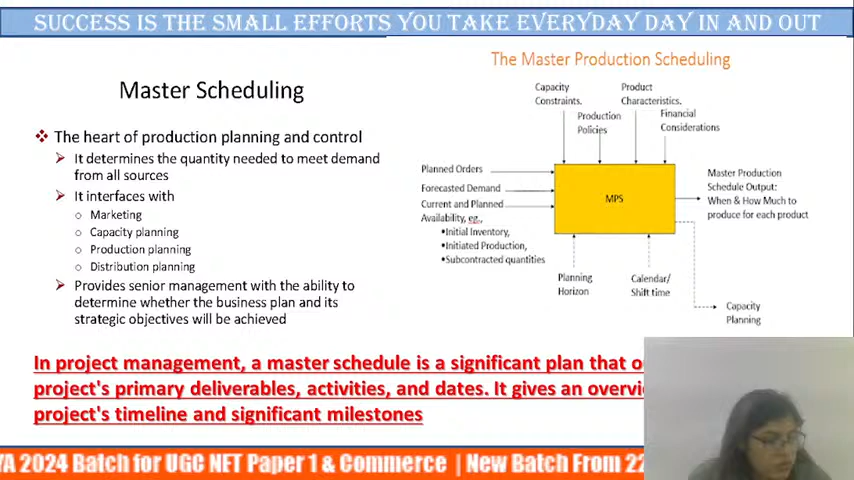 SUCCESS IS THE SMALL EFFORTS YOU TAKE EVERYDAY DAY IN AND OUT
Master Scheduling
❖ The heart of production planning and control
➤ It determines the quantity needed to meet demand
from all sources
➤ It interfaces with
○ Marketing
○ Capacity planning
○ Production planning
○ Distribution planning
➤ Provides senior management with the ability to
determine whether the business plan and its
strategic objectives will be achieved
The Master Production Scheduling
Capacity
Constraints.
Production
Policies
Product
Characteristics.
Financial
Considerations
Planned Orders
Forecasted Demand
Current and Planned
Availability, eg.,
•Initial Inventory,
•Initiated Production,
•Subcontracted quantities
MPS
Master Production
Schedule Output:
When & How Much to
produce for each product
Planning
Horizon
Calendar/
Shift time
Capacity
Planning
In project management, a master schedule is a significant plan that
project's primary deliverables, activities, and dates. It gives an
project's timeline and significant milestones
YA 2024 Batch for UGC NET Paper 1 & Commerce | New Batch From 22